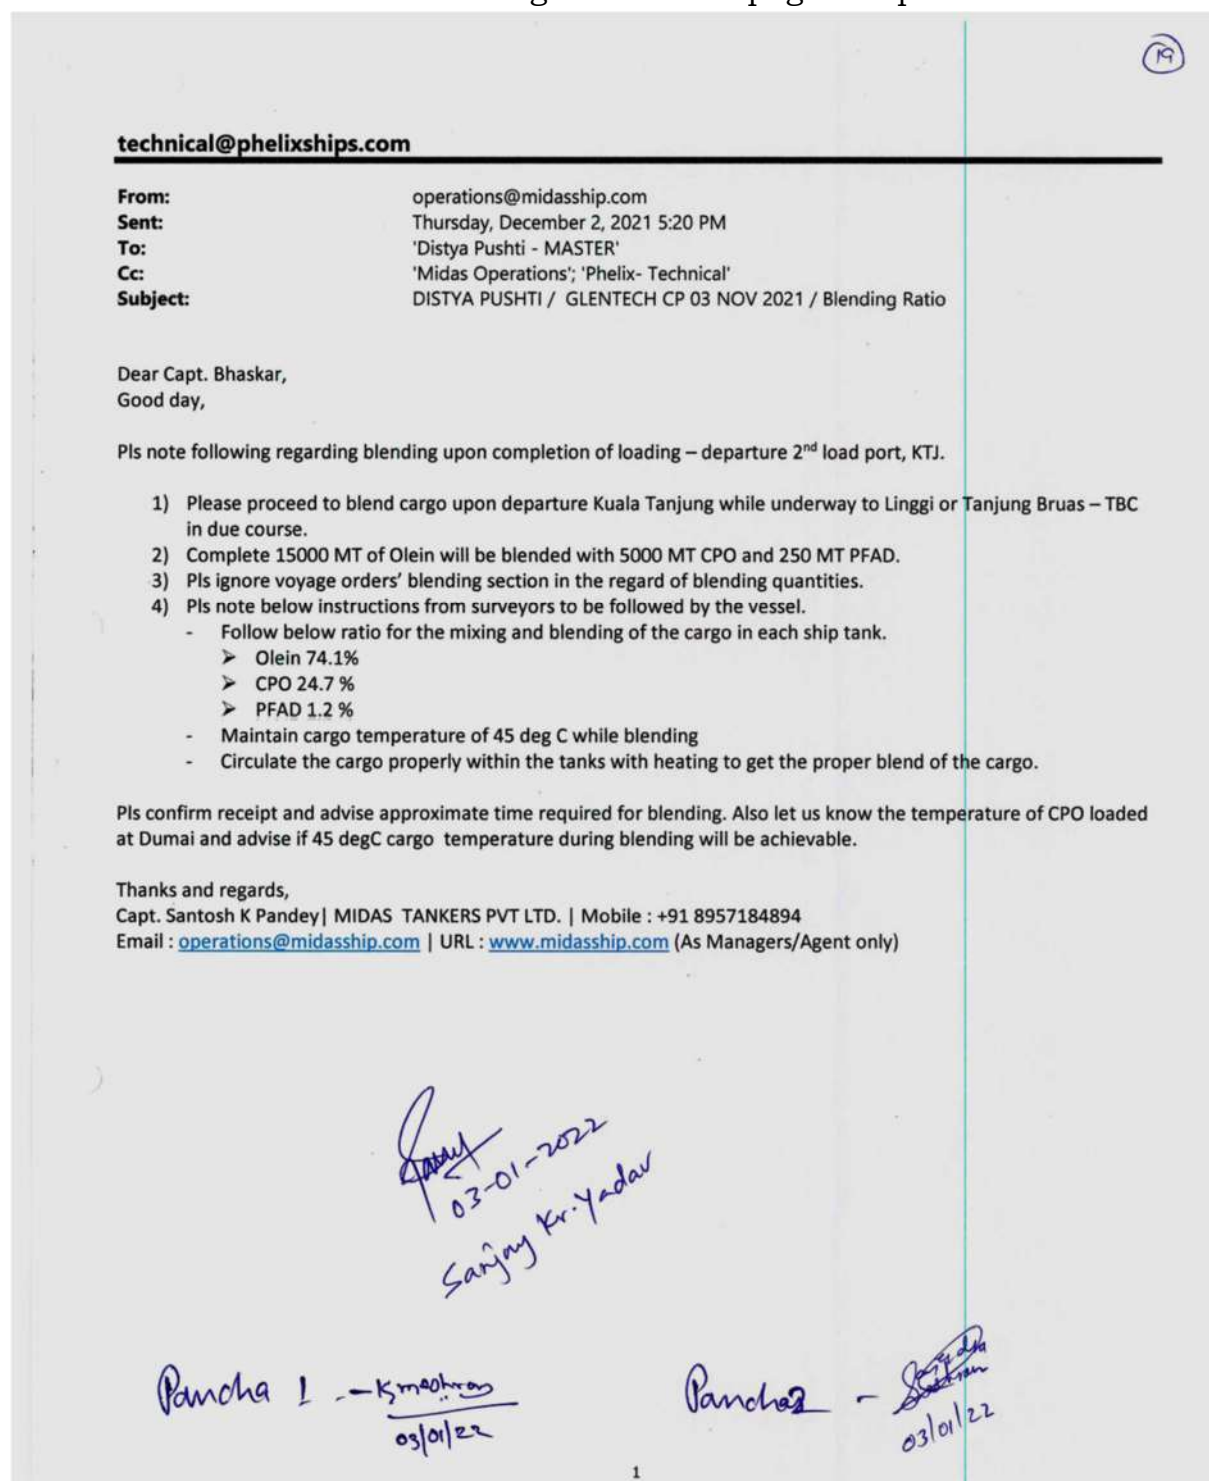 19
technical@phelixships.com
From: operations@midasship.com
Sent: Thursday, December 2, 2021 5:20 PM
To: 'Distya Pushti - MASTER'
Cc: 'Midas Operations'; 'Phelix- Technical'
Subject: DISTYA PUSHTI / GLENTECH CP 03 NOV 2021 / Blending Ratio
Dear Capt. Bhaskar,
Good day,
Pls note following regarding blending upon completion of loading – departure 2nd load port, KTJ.
1) Please proceed to blend cargo upon departure Kuala Tanjung while underway to Linggi or Tanjung Bruas – TBC
in due course.
2) Complete 15000 MT of Olein will be blended with 5000 MT CPO and 250 MT PFAD.
3) Pls ignore voyage orders' blending section in the regard of blending quantities.
4) Pls note below instructions from surveyors to be followed by the vessel.
- Follow below ratio for the mixing and blending of the cargo in each ship tank.
➢ Olein 74.1%
➢ CPO 24.7 %
➢ PFAD 1.2 %
- Maintain cargo temperature of 45 deg C while blending
- Circulate the cargo properly within the tanks with heating to get the proper blend of the cargo.
Pls confirm receipt and advise approximate time required for blending. Also let us know the temperature of CPO loaded
at Dumai and advise if 45 degC cargo temperature during blending will be achievable.
Thanks and regards,
Capt. Santosh K Pandey| MIDAS TANKERS PVT LTD. | Mobile : +91 8957184894
Email : operations@midasship.com | URL : www.midasship.com (As Managers/Agent only)
03-01-2022
Sanjay Kr. Yadav
Pancha 1 -
03/01/22
Pancha2 -
03/01/22
1